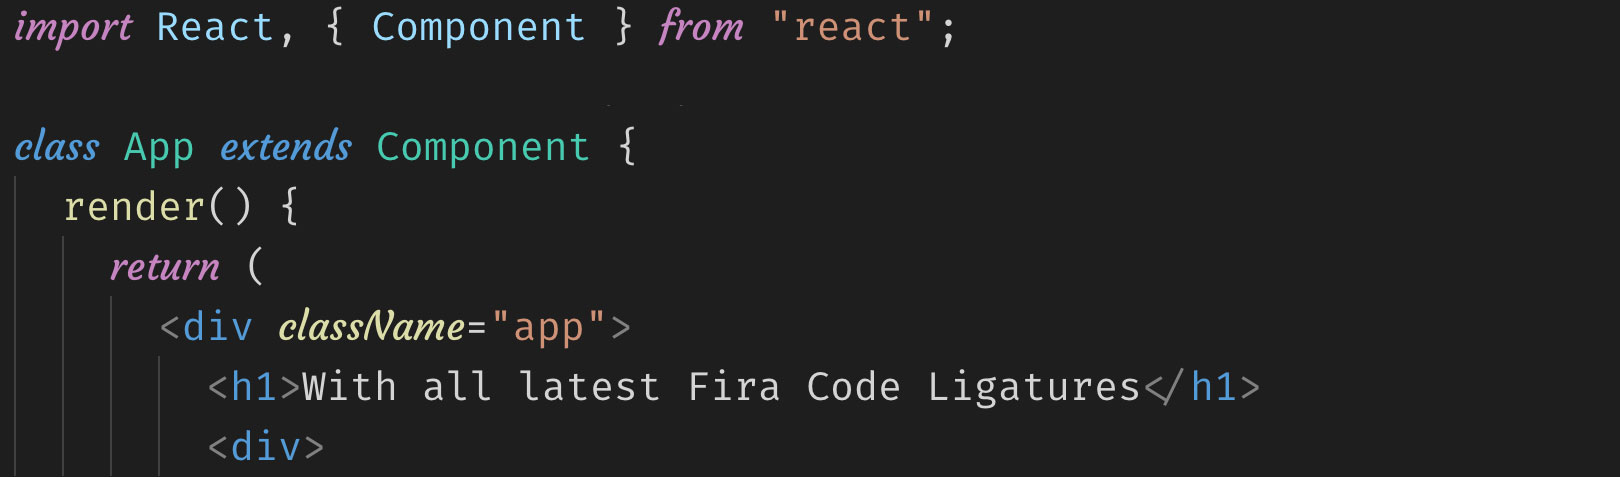 import React, { Component } from "react";
class App extends Component {
render() {
return (
<div className="app">
<h1>With all latest Fira Code Ligatures</h1>
<div>